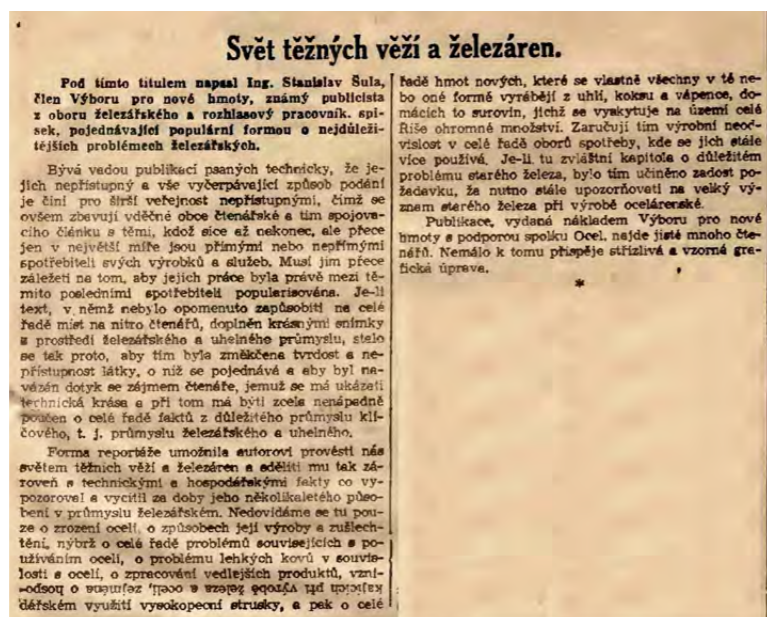 Svět těžných věží a železáren.
Pod tímto titulem napsal Ing. Stanislav Šula,
člen Výboru pro nové hmoty, známý publicista
z oboru železářského a rozhlasový pracovník. spi-
sek, pojednávající populární formou o nejdůleži-
tějších problémech železářských.
Bývá vadou publikací psaných technicky, že je-
jich nepřístupný a vše vyčerpávající způsob podání
je činí pro širší veřejnost nepřístupnými, čímž se
ovšem zbavují vděčné obce čtenářské a tím spojova-
cího článku s těmi, kdož sice až nekonec, ale přece
jen v největší míře jsou přímými nebo nepřímými
spotřebiteli svých výrobků a služeb. Musí jim přece
záležeti na tom, aby jejich práce byla právě mezi tě-
mito posledními spotřebiteli popularisována. Je-li
text, v němž nebylo opomenuto zapůsobiti na celé
řadě míst na nitro čtenářů, doplněn krásnými snímky
s prostředí železářského a uhelného průmyslu, stalo
se tak proto, aby tím byla změkčena tvrdost a ne-
přístupnost látky, o níž se pojednává a aby byl na-
vázán dotyk se zájmem čtenáře, jemuž se má ukázati
technická krása a při tom má býti zcela nenápadně
poučen o celé řadě faktů z důležitého průmyslu klí-
čového, t. j. průmyslu železářského a uhelného.
Forma reportáže umožnila autorovi provésti nás
světem těžních věží a železáren a sděliti mu tak zá-
roveň s technickými a hospodářskými fakty co vy-
pozoroval a vycítil za doby jeho několikaletého půso-
bení v průmyslu železářském. Nedovídáme se tu pou-
ze o zrození oceli, o způsobech její výroby a zušlech-
tění, nýbrž o celé řadě problémů souvisejících s po-
užíváním oceli, o problému lehkých kovů v souvis-
losti s ocelí, o zpracování vedlejších produktů, vzni-
kajících při výrobě železa a oceli, zejména o hospo-
dářském využití vysokopecní strusky, a pak o celé
řadě hmot nových, které se vlastně všechny v té ne-
bo oné formě vyrábějí z uhlí, koksu a vápence, do-
mácích to surovin, jichž se vyskytuje na území celé
Říše ohromné množství. Zaručují tím výrobní neod-
vislost v celé řadě oborů spotřeby, kde se jich stále
více používá. Je-li tu zvláštní kapitola o důležitém
problému starého železa, bylo tím učiněno zadost po-
žadavku, že nutno stále upozorňovati na velký vý-
znam starého železa při výrobě ocelárenské.
Publikace, vydaná nákladem Výboru pro nové
hmoty s podporou spolku Ocel, najde jistě mnoho čte-
nářů. Nemálo k tomu přispěje střízlivá a vzorná gra-
fická úprava.
*